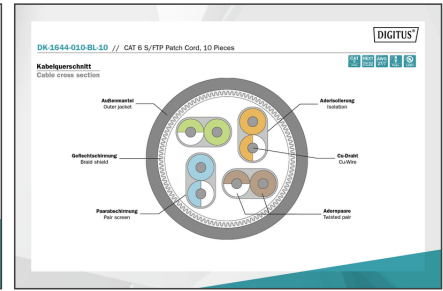 DIGITUS®
DK-1644-010-BL-10 // CAT 6 S/FTP Patch Cord, 10 Pieces
Kabelquerschnitt
Cable cross section
Außenmantel
Outer jacket
Aderisolierung
Isolation
Geflechtschirmung
Braid shield
Cu-Draht
Cu-Wire
Paarabschirmung
Pair screen
Adernpaare
Twisted pair